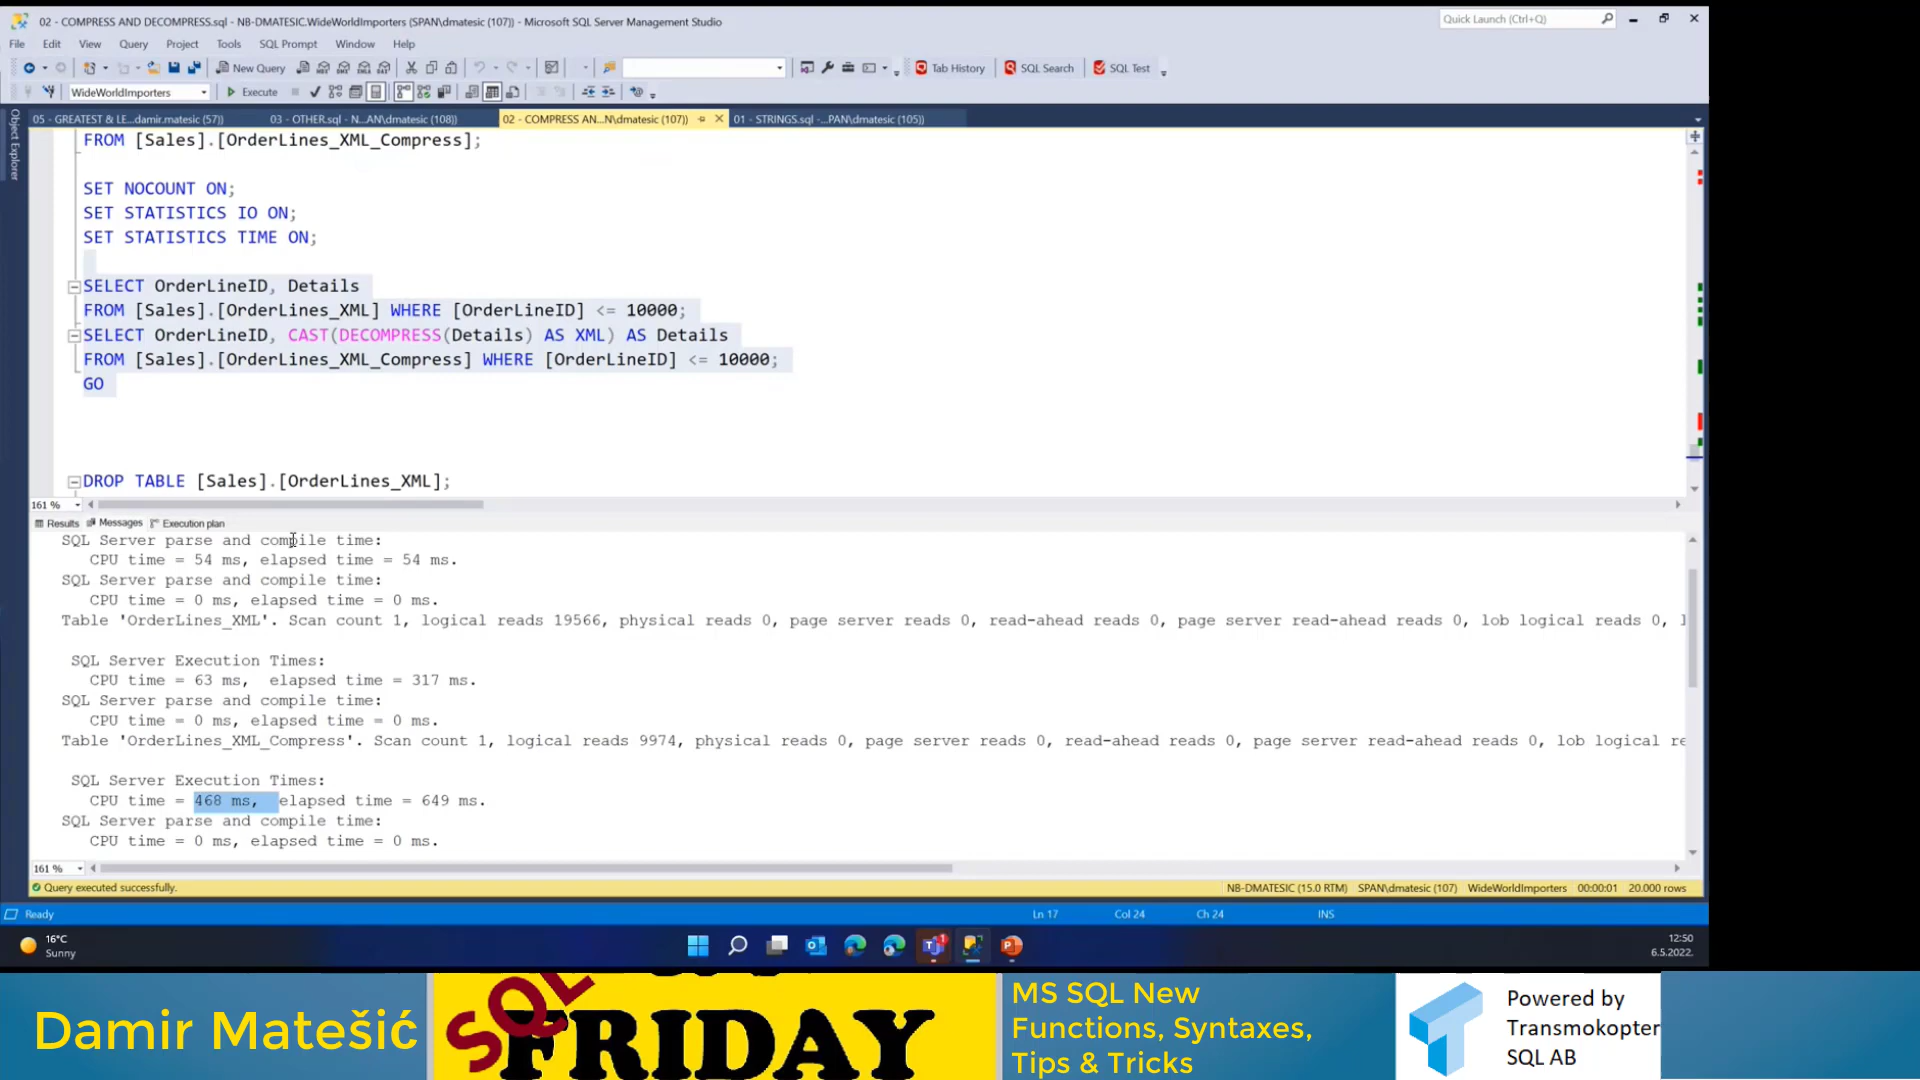 02 - COMPRESS AND DECOMPRESS.sql - NB-DMATESIC.WideWorldImporters (SPAN\dmatesic (107)) - Microsoft SQL Server Management Studio
Quick Launch (Ctrl+Q)
File Edit View Query Project Tools SQL Prompt Window Help
New Query Tab History SQL Search SQL Test
WideWorldImporters Execute
05 - GREATEST & LE...damir.matesic (57)) 03 - OTHER.sql - N...AN\dmatesic (108)) 02 - COMPRESS AN...N\dmatesic (107)) 01 - STRINGS.sql -...PAN\dmatesic (105))
Object Explorer
FROM [Sales].[OrderLines_XML_Compress];
SET NOCOUNT ON;
SET STATISTICS IO ON;
SET STATISTICS TIME ON;
SELECT OrderLineID, Details
FROM [Sales].[OrderLines_XML] WHERE [OrderLineID] <= 10000;
SELECT OrderLineID, CAST(DECOMPRESS(Details) AS XML) AS Details
FROM [Sales].[OrderLines_XML_Compress] WHERE [OrderLineID] <= 10000;
GO
DROP TABLE [Sales].[OrderLines_XML];
161 %
Results Messages Execution plan
SQL Server parse and compile time:
CPU time = 54 ms, elapsed time = 54 ms.
SQL Server parse and compile time:
CPU time = 0 ms, elapsed time = 0 ms.
Table 'OrderLines_XML'. Scan count 1, logical reads 19566, physical reads 0, page server reads 0, read-ahead reads 0, page server read-ahead reads 0, lob logical reads 0,
SQL Server Execution Times:
CPU time = 63 ms, elapsed time = 317 ms.
SQL Server parse and compile time:
CPU time = 0 ms, elapsed time = 0 ms.
Table 'OrderLines_XML_Compress'. Scan count 1, logical reads 9974, physical reads 0, page server reads 0, read-ahead reads 0, page server read-ahead reads 0, lob logical re
SQL Server Execution Times:
CPU time = 468 ms, elapsed time = 649 ms.
SQL Server parse and compile time:
CPU time = 0 ms, elapsed time = 0 ms.
161 %
Query executed successfully. NB-DMATESIC (15.0 RTM) SPAN\dmatesic (107) WideWorldImporters 00:00:01 20.000 rows
Ready Ln 17 Col 24 Ch 24 INS
16°C
Sunny
12:50
6.5.2022.
Damir Matešić
SQL
FRIDAY
MS SQL New
Functions, Syntaxes,
Tips & Tricks
Powered by
Transmokopter
SQL AB